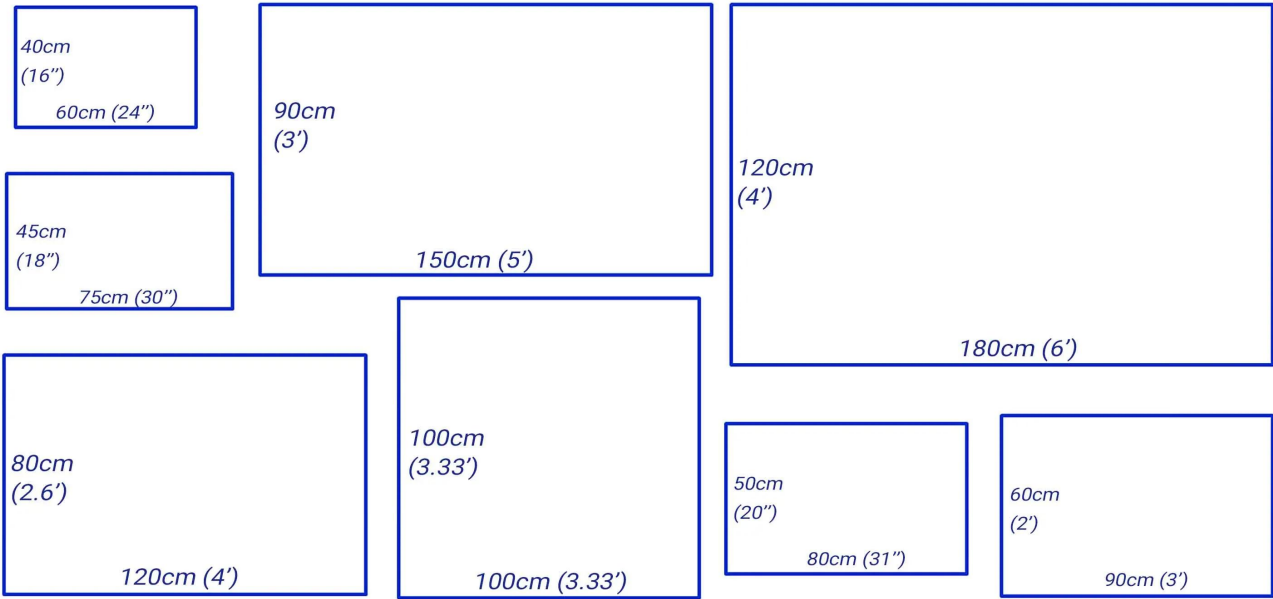 40cm
(16”)
60cm (24”)
90cm
(3’)
150cm (5’)
120cm
(4’)
180cm (6’)
45cm
(18”)
75cm (30”)
80cm
(2.6’)
120cm (4’)
100cm
(3.33’)
100cm (3.33’)
50cm
(20”)
80cm (31”)
60cm
(2’)
90cm (3’)